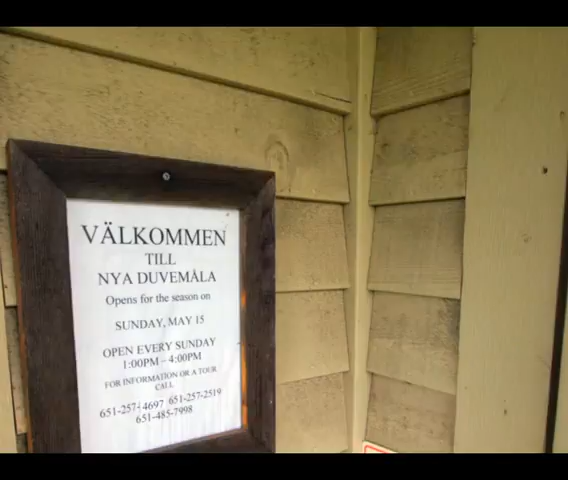 VÄLKOMMEN
TILL
NYA DUVEMÅLA
Opens for the season on
SUNDAY, MAY 15
OPEN EVERY SUNDAY
1:00PM – 4:00PM
FOR INFORMATION OR A TOUR
CALL
651-257-4697 651-257-2519
651-485-7998